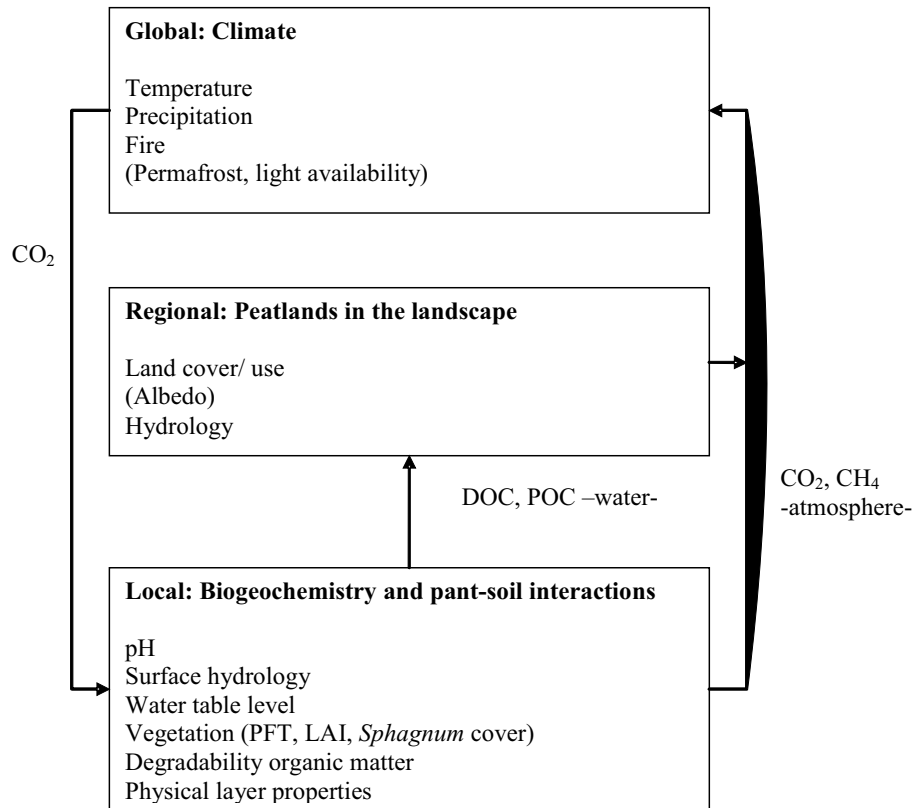 Global: Climate
Temperature
Precipitation
Fire
(Permafrost, light availability)
CO₂
Regional: Peatlands in the landscape
Land cover/ use
(Albedo)
Hydrology
DOC, POC –water-
CO₂, CH₄
-atmosphere-
Local: Biogeochemistry and pant-soil interactions
pH
Surface hydrology
Water table level
Vegetation (PFT, LAI, Sphagnum cover)
Degradability organic matter
Physical layer properties